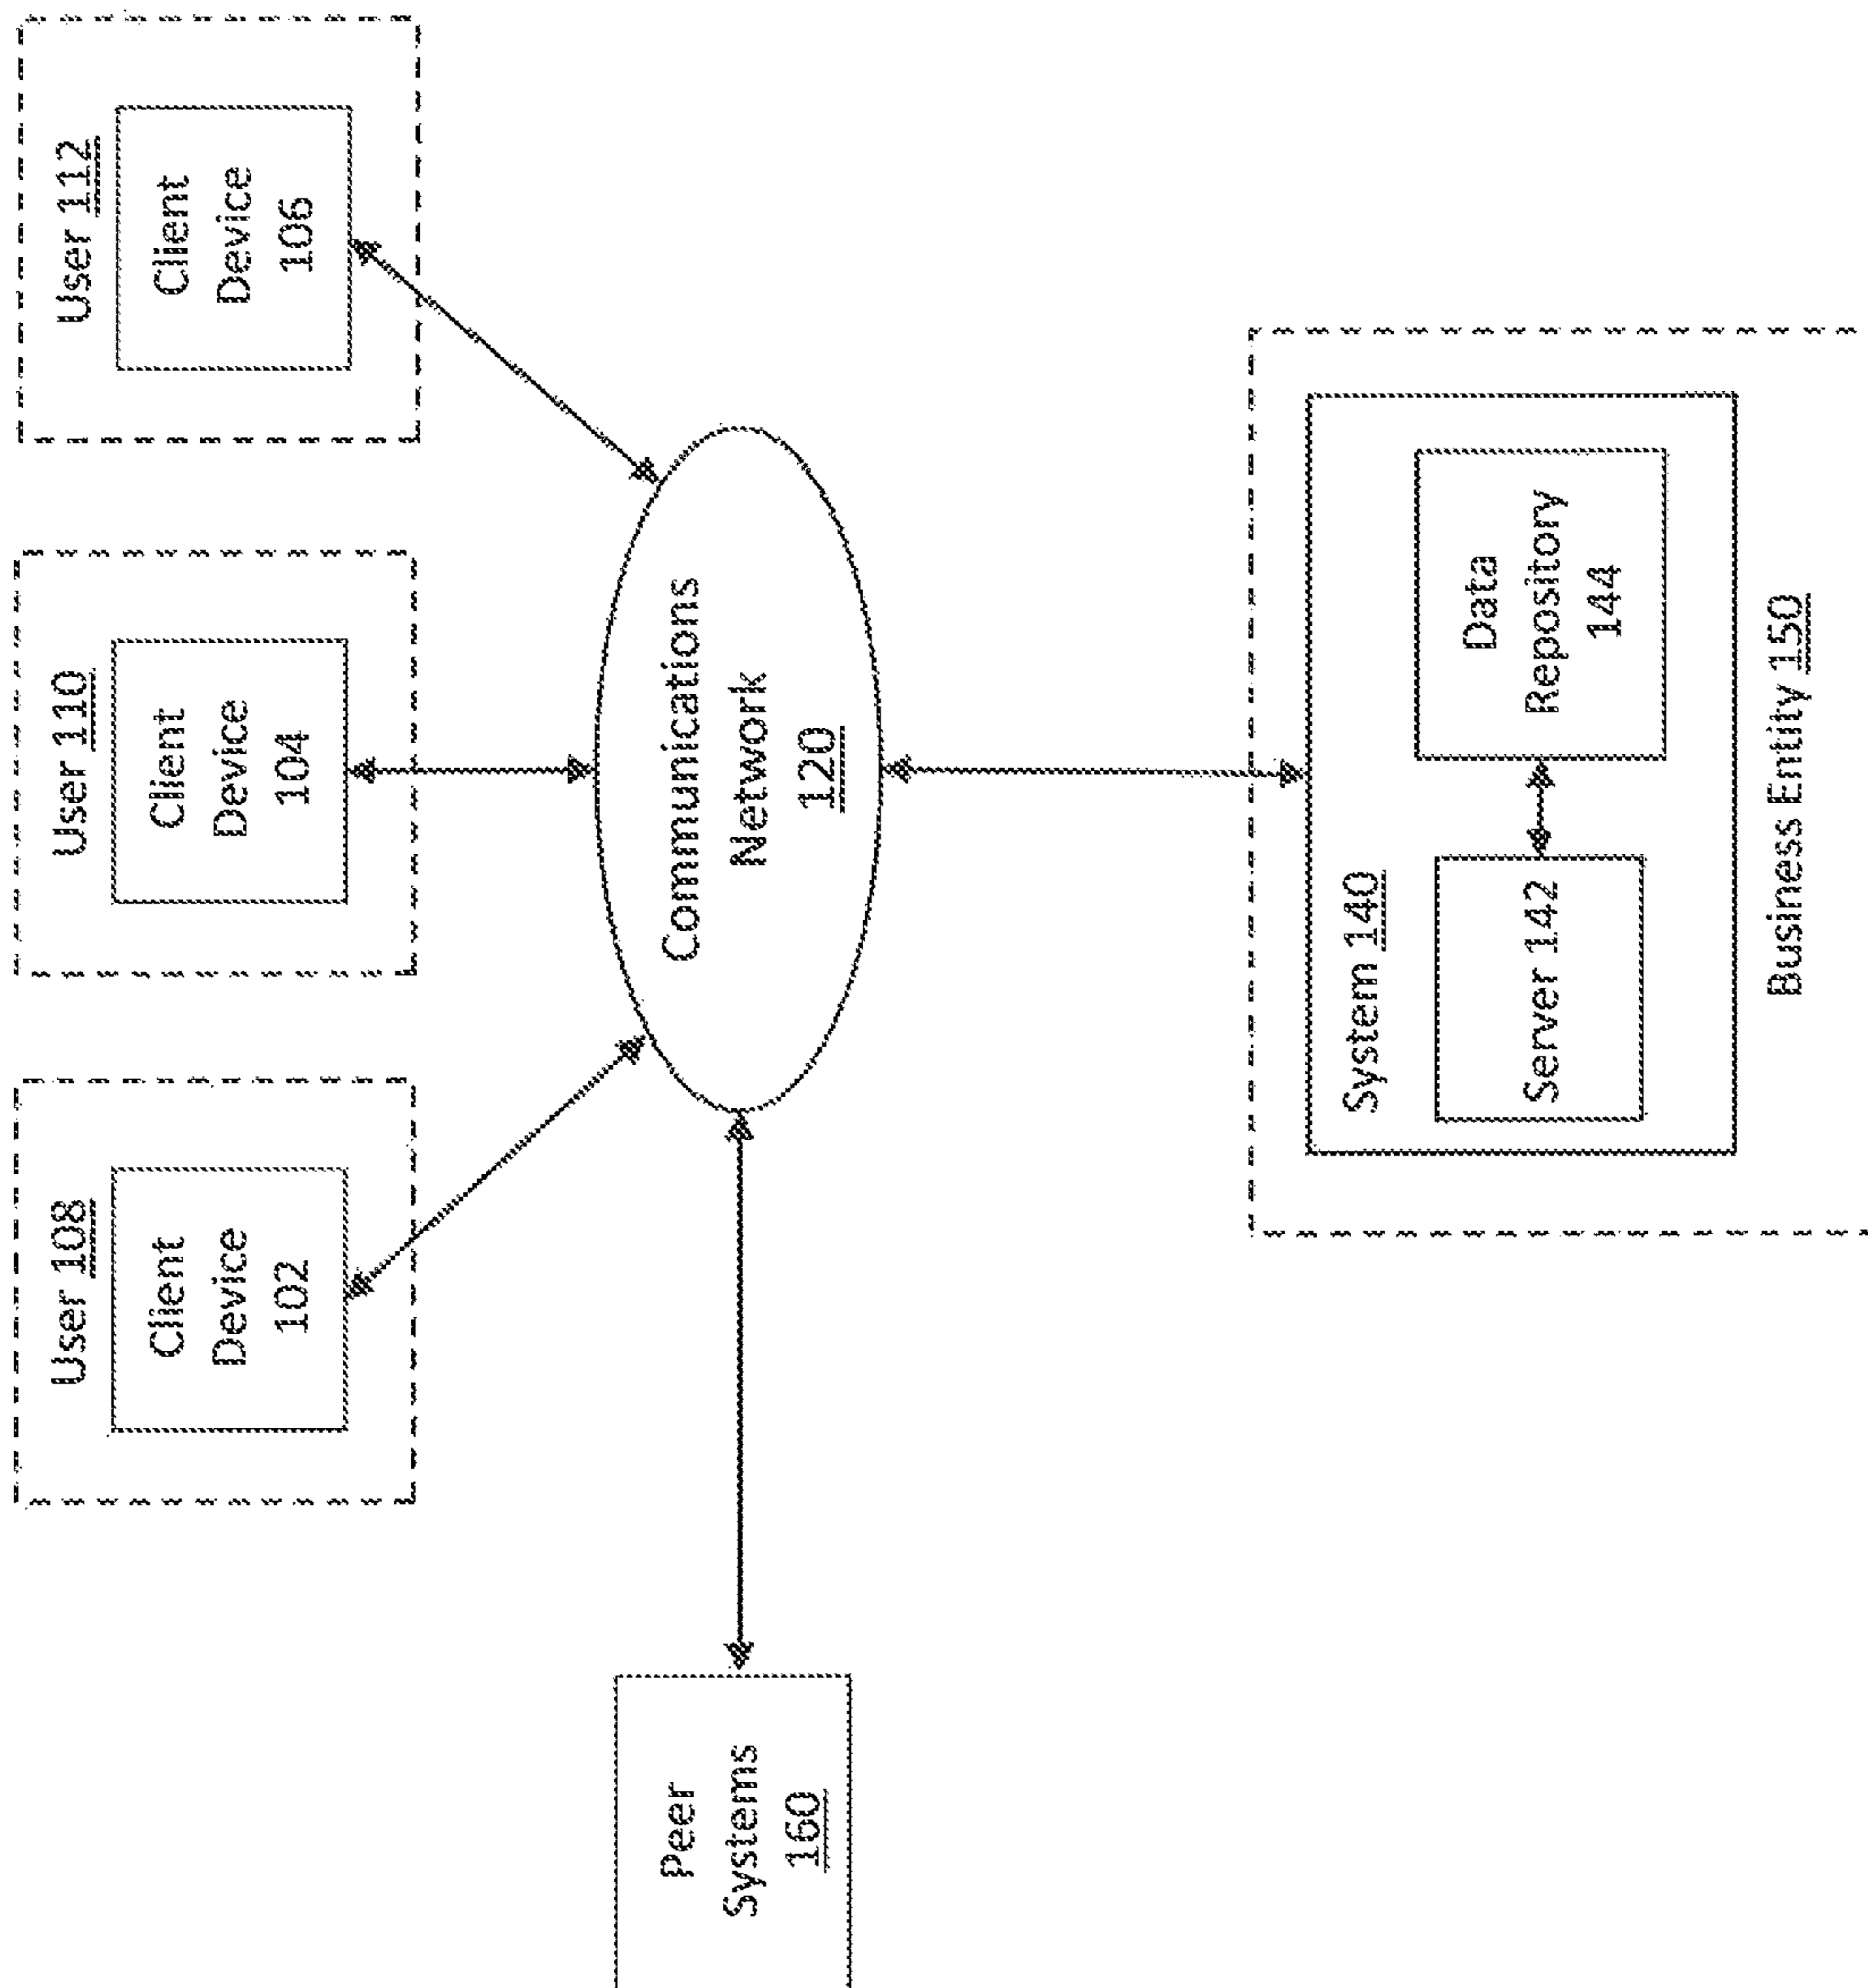 User 108
Client
Device
102
User 110
Client
Device
104
User 112
Client
Device
106
Peer
Systems
160
Communications
Network
120
System 140
Server 142
Data
Repository
144
Business Entity 150